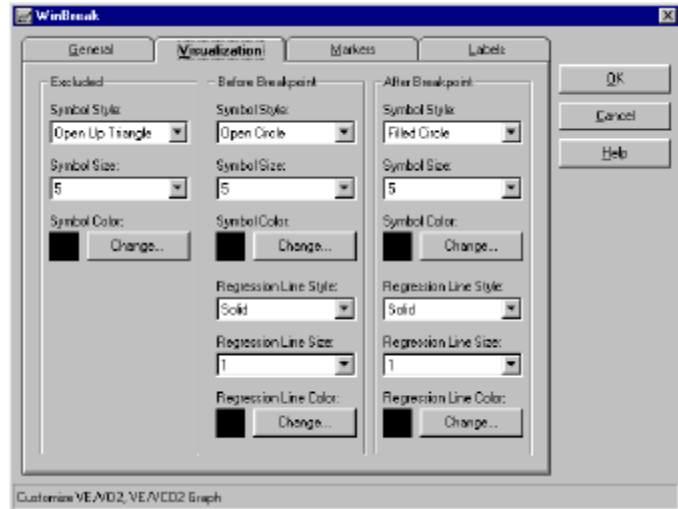 WinBreak
General
Visualization
Markers
Labels
OK
Cancel
Help
Excluded
Symbol Style:
Open Up Triangle
Symbol Size:
5
Symbol Color:
Change...
Before Breakpoint
Symbol Style:
Open Circle
Symbol Size:
5
Symbol Color:
Change...
Regression Line Style:
Solid
Regression Line Size:
1
Regression Line Color:
Change...
After Breakpoint
Symbol Style:
Filled Circle
Symbol Size:
5
Symbol Color:
Change...
Regression Line Style:
Solid
Regression Line Size:
1
Regression Line Color:
Change...
Customize VE/VO2, VE/VCO2 Graph